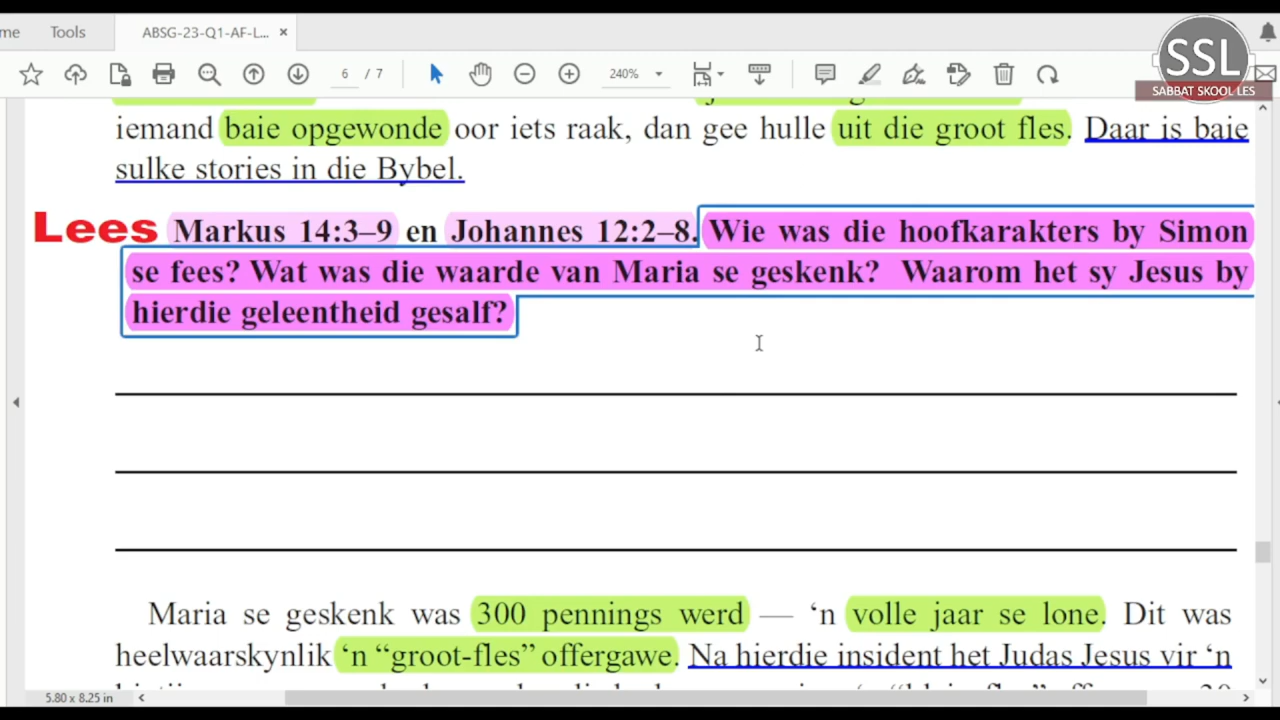 me Tools ABSG-23-Q1-AF-L... ×
6 / 7 240%
SSL
SABBAT SKOOL LES
iemand baie opgewonde oor iets raak, dan gee hulle uit die groot fles. Daar is baie
sulke stories in die Bybel.
Lees Markus 14:3–9 en Johannes 12:2–8. Wie was die hoofkarakters by Simon
se fees? Wat was die waarde van Maria se geskenk? Waarom het sy Jesus by
hierdie geleentheid gesalf?
Maria se geskenk was 300 pennings werd — ‘n volle jaar se lone. Dit was
heelwaarskynlik ‘n “groot-fles” offergawe. Na hierdie insident het Judas Jesus vir ‘n
5.80 x 8.25 in